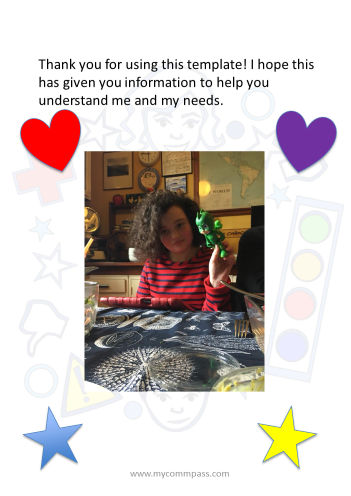 Thank you for using this template! I hope this
has given you information to help you
understand me and my needs.
www.mycommpass.com